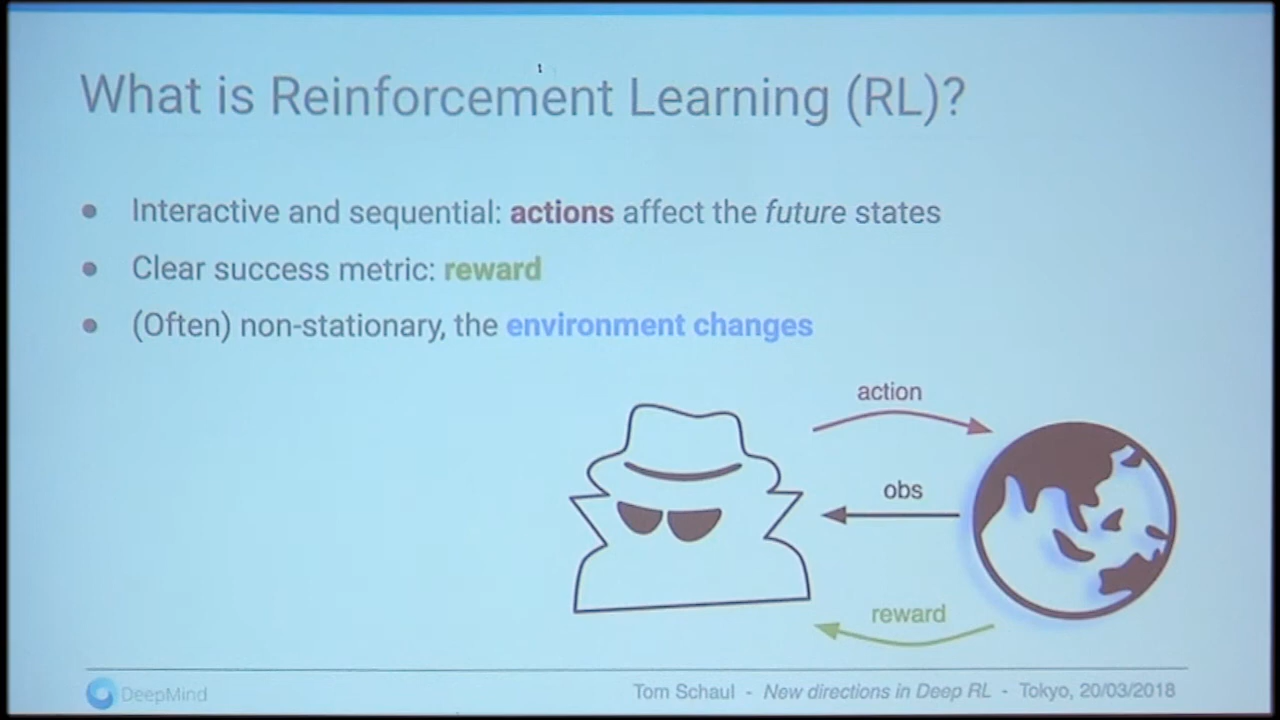 What is Reinforcement Learning (RL)?
● Interactive and sequential: actions affect the future states
● Clear success metric: reward
● (Often) non-stationary, the environment changes
action
obs
reward
DeepMind
Tom Schaul - New directions in Deep RL - Tokyo, 20/03/2018